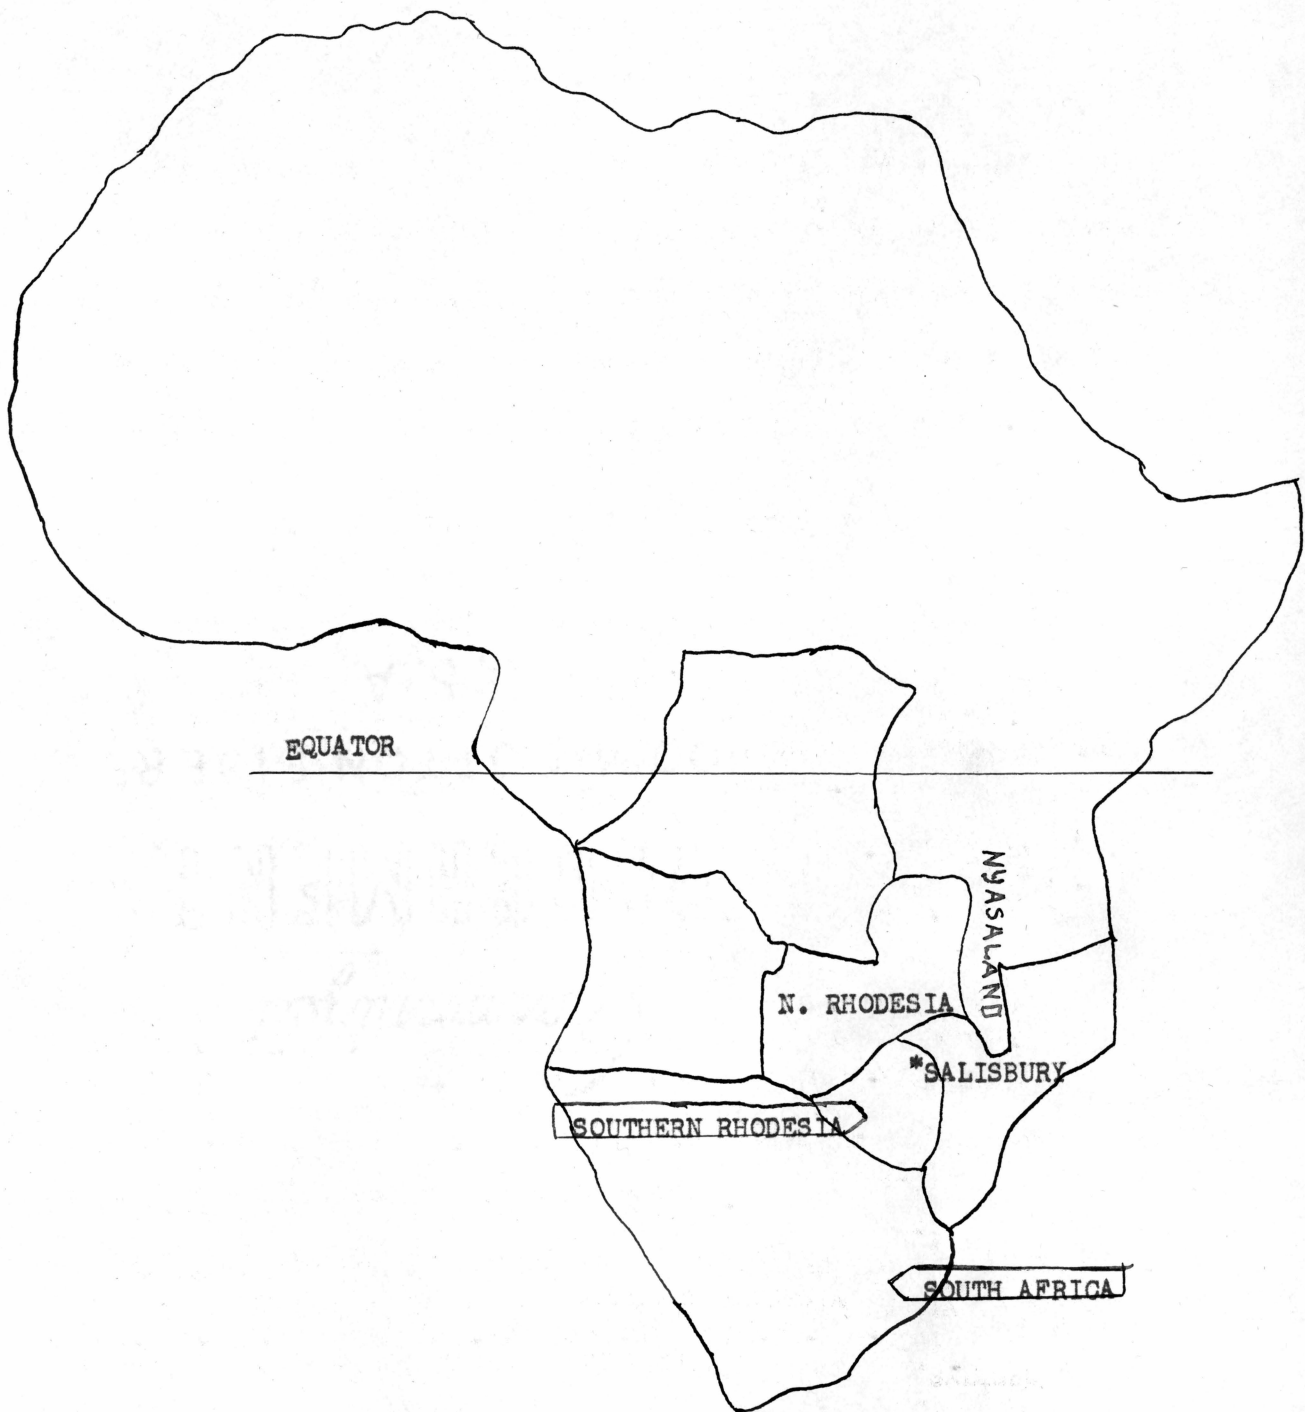 EQUATOR
NYASALAND
N. RHODESIA
*SALISBURY
SOUTHERN RHODESIA
SOUTH AFRICA